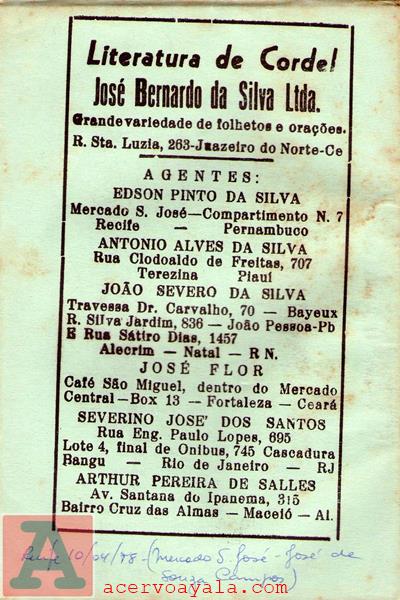 Literatura de Cordel
José Bernardo da Silva Ltda.
Grande variedade de folhetos e orações.
R. Sta. Luzia, 263-Juazeiro do Norte-Ce
AGENTES:
EDSON PINTO DA SILVA
Mercado S. José—Compartimento N. 7
Recife — Pernambuco
ANTONIO ALVES DA SILVA
Rua Clodoaldo de Freitas, 707
Terezina Piauí
JOÃO SEVERO DA SILVA
Travessa Dr. Carvalho, 70 — Bayeux
R. Silva Jardim, 836 — João Pessoa-Pb
E Rua Sátiro Dias, 1457
Alecrim — Natal — RN.
JOSÉ FLOR
Café São Miguel, dentro do Mercado
Central—Box 13 — Fortaleza — Ceará
SEVERINO JOSE' DOS SANTOS
Rua Eng. Paulo Lopes, 695
Lote 4, final de Onibus, 745 Cascadura
Bangu — Rio de Janeiro — RJ
ARTHUR PEREIRA DE SALLES
Av. Santana do Ipanema, 315
Bairro Cruz das Almas — Maceió — Al.
Recife 10/04/78-(Mercado S. José-José de
Souza Campos)
A
acervoayala.com